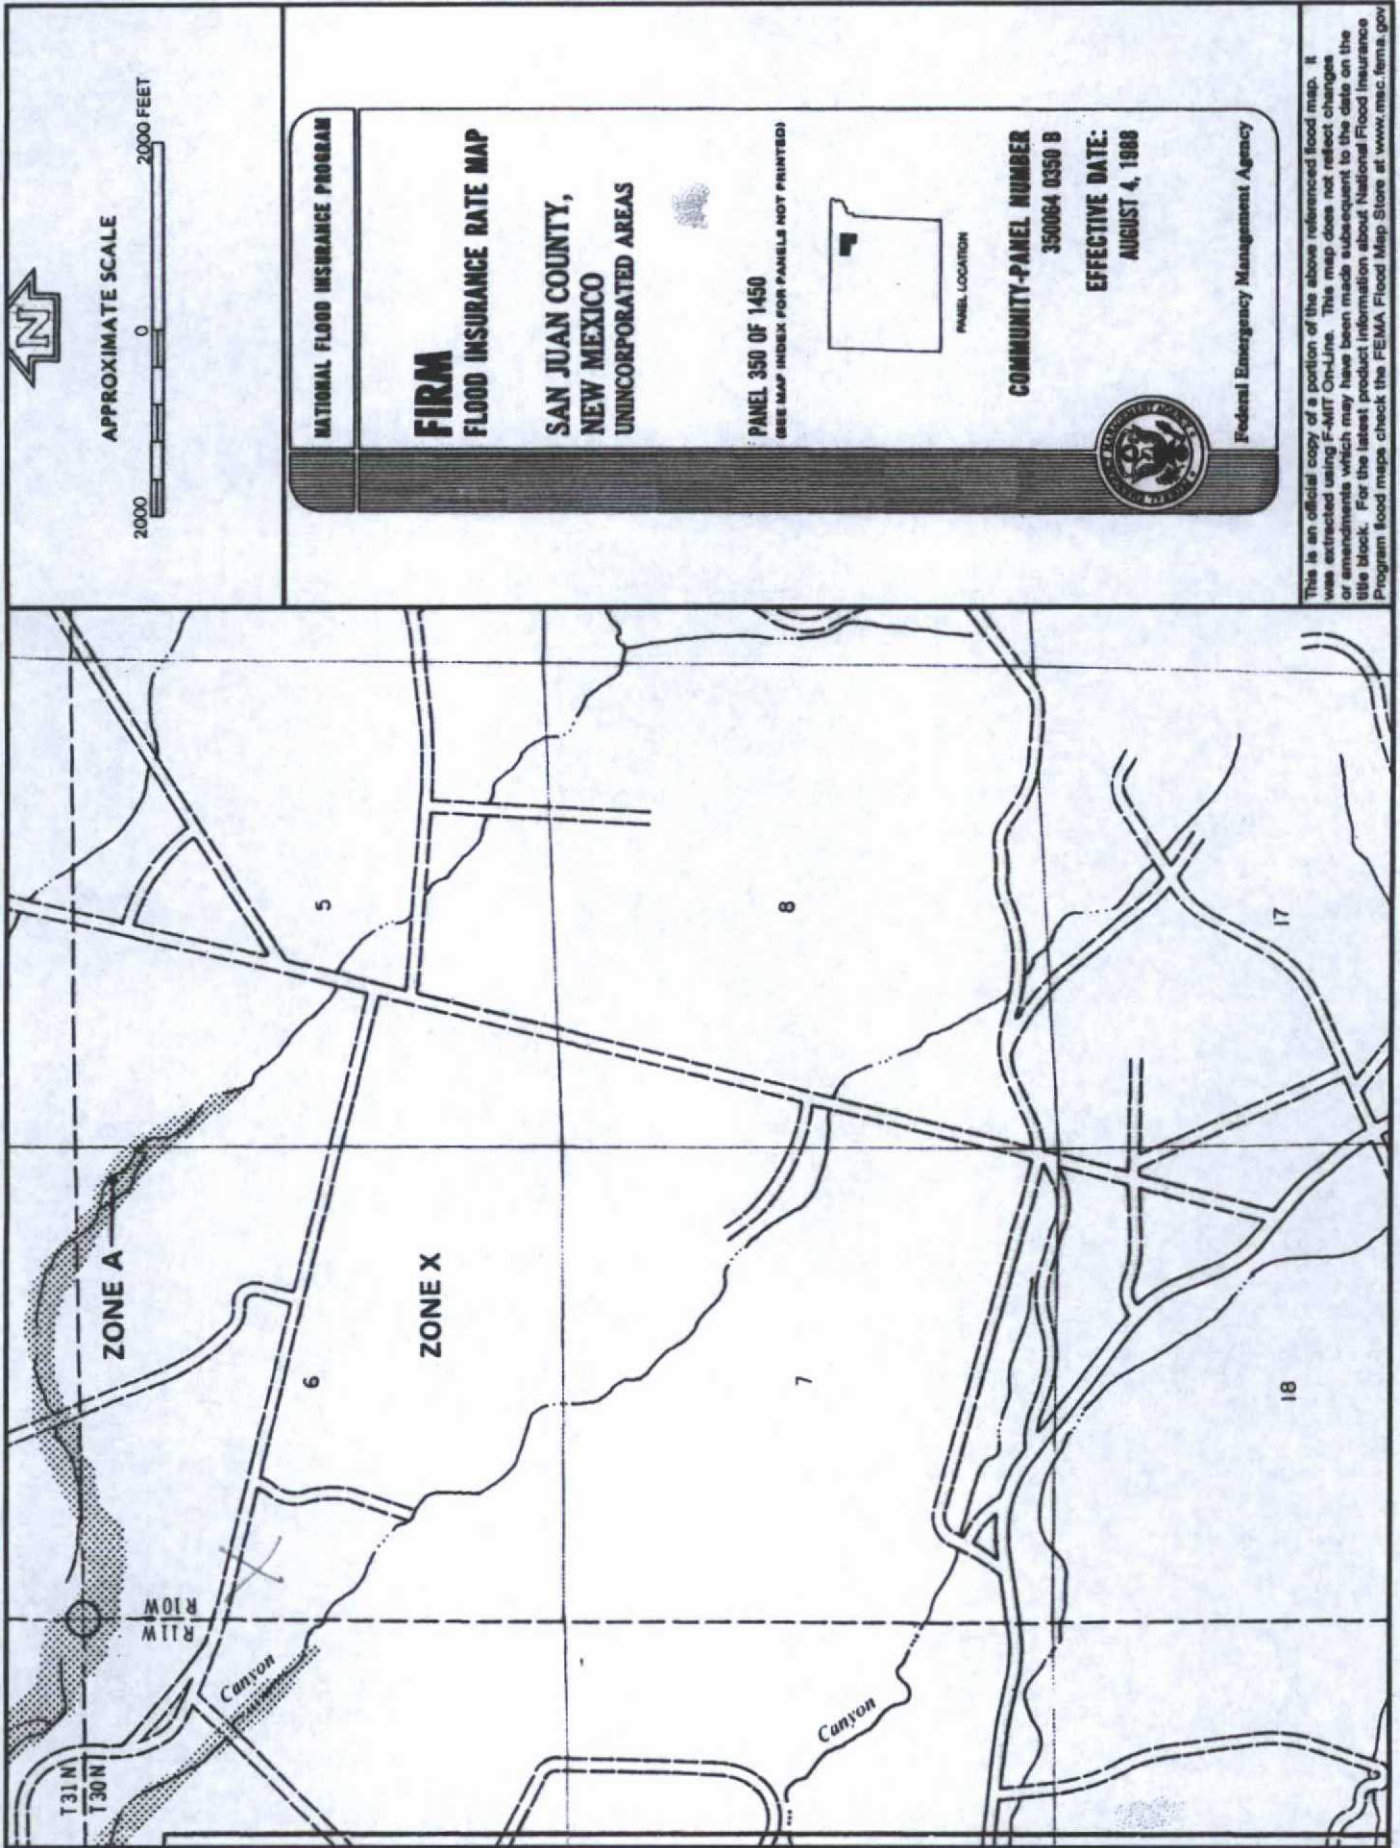 APPROXIMATE SCALE
2000 0 2000 FEET
NATIONAL FLOOD INSURANCE PROGRAM
FIRM
FLOOD INSURANCE RATE MAP
SAN JUAN COUNTY,
NEW MEXICO
UNINCORPORATED AREAS
PANEL 350 OF 1450
(SEE MAP INDEX FOR PANELS NOT PRINTED)
PANEL LOCATION
COMMUNITY-PANEL NUMBER
350064 0350 B
EFFECTIVE DATE:
AUGUST 4, 1988
Federal Emergency Management Agency
This is an official copy of a portion of the above referenced flood map. It
was extracted using F-MIT On-Line. This map does not reflect changes
or amendments which may have been made subsequent to the date on the
title block. For the latest product information about National Flood Insurance
Program flood maps check the FEMA Flood Map Store at www.msc.fema.gov
T31N
T30N
R11W
R10W
ZONE A
ZONE X
Canyon
Canyon
6
5
7
8
18
17
N